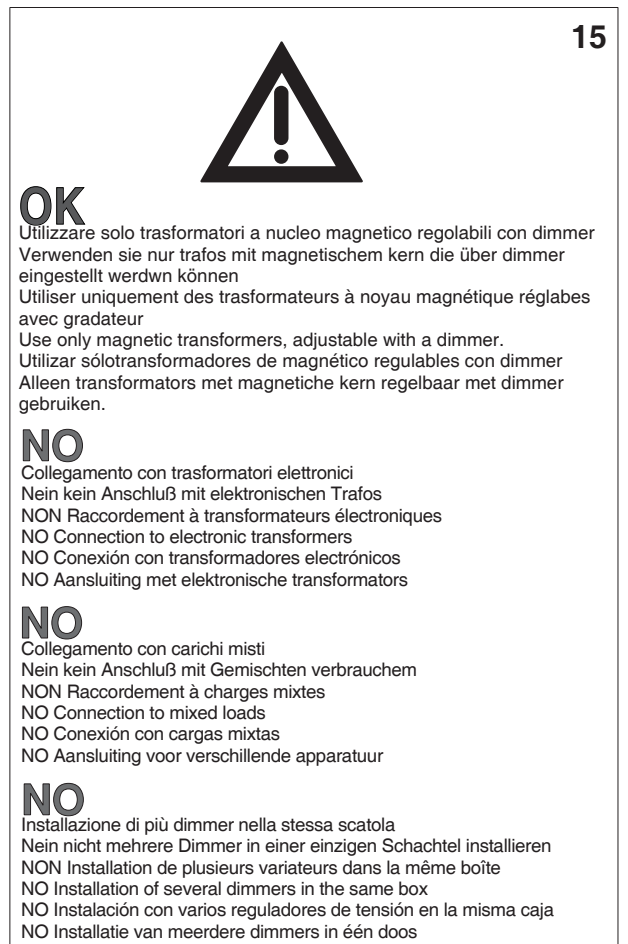 15
OK
Utilizzare solo trasformatori a nucleo magnetico regolabili con dimmer
Verwenden sie nur trafos mit magnetischem kern die über dimmer
eingestellt werdwn können
Utiliser uniquement des trasformateurs à noyau magnétique réglabes
avec gradateur
Use only magnetic transformers, adjustable with a dimmer.
Utilizar sólotransformadores de magnético regulables con dimmer
Alleen transformators met magnetiche kern regelbaar met dimmer
gebruiken.
NO
Collegamento con trasformatori elettronici
Nein kein Anschluß mit elektronischen Trafos
NON Raccordement à transformateurs électroniques
NO Connection to electronic transformers
NO Conexión con transformadores electrónicos
NO Aansluiting met elektronische transformators
NO
Collegamento con carichi misti
Nein kein Anschluß mit Gemischten verbrauchem
NON Raccordement à charges mixtes
NO Connection to mixed loads
NO Conexión con cargas mixtas
NO Aansluiting voor verschillende apparatuur
NO
Installazione di più dimmer nella stessa scatola
Nein nicht mehrere Dimmer in einer einzigen Schachtel installieren
NON Installation de plusieurs variateurs dans la même boîte
NO Installation of several dimmers in the same box
NO Instalación con varios reguladores de tensión en la misma caja
NO Installatie van meerdere dimmers in één doos